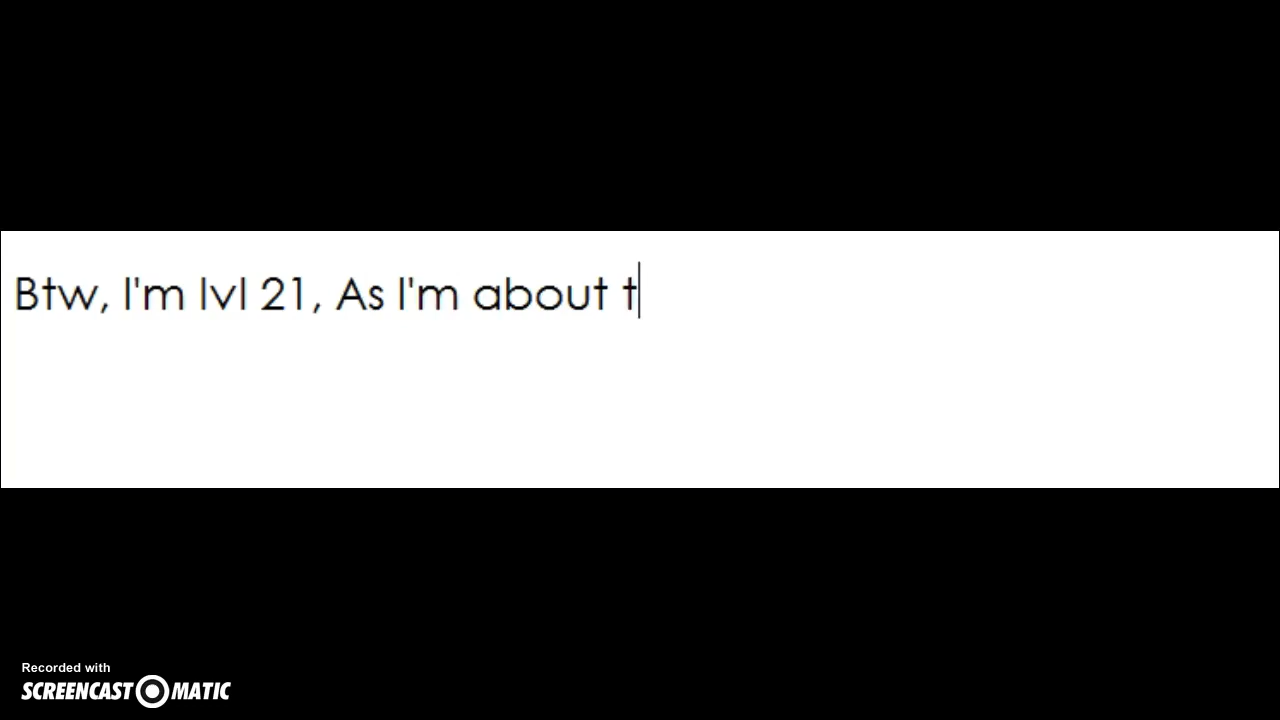 Btw, I'm lvl 21, As I'm about t
Recorded with
SCREENCAST MATIC